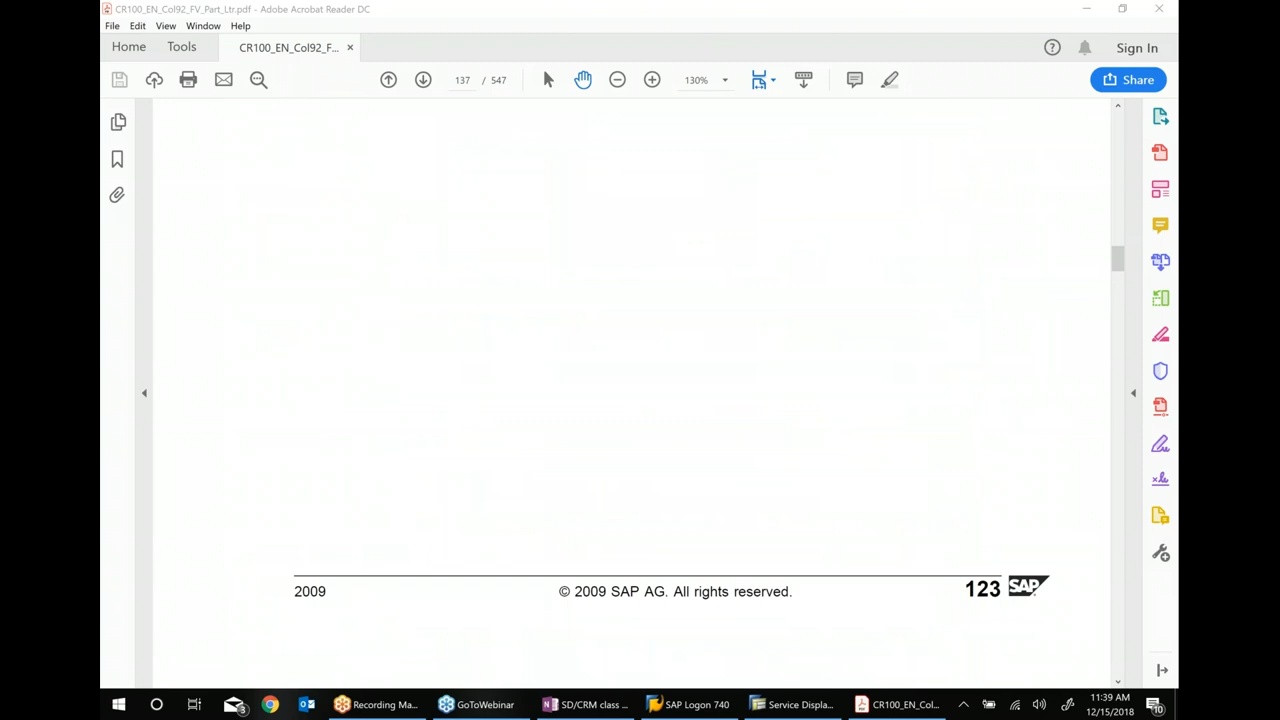 CR100_EN_Col92_FV_Part_Ltr.pdf - Adobe Acrobat Reader DC
File Edit View Window Help
Home Tools CR100_EN_Col92_F... × Sign In
137 / 547 130% Share
2009 © 2009 SAP AG. All rights reserved. 123 SAP
Recording Ma... GoToWebinar SD/CRM class ... SAP Logon 740 Service Displa... CR100_EN_Col... 11:39 AM
12/15/2018